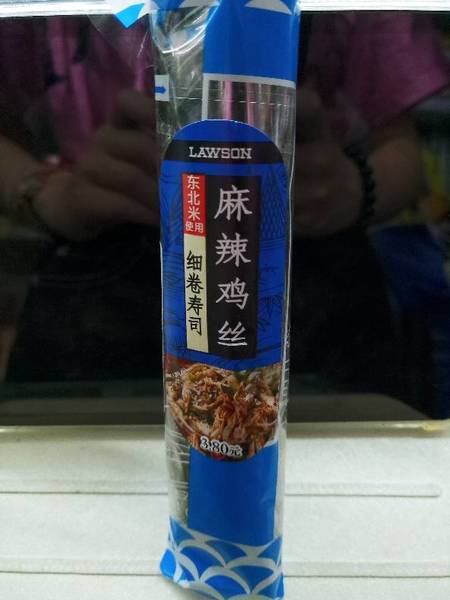 LAWSON
东北米
使用
麻辣鸡丝
细卷寿司
3.80元